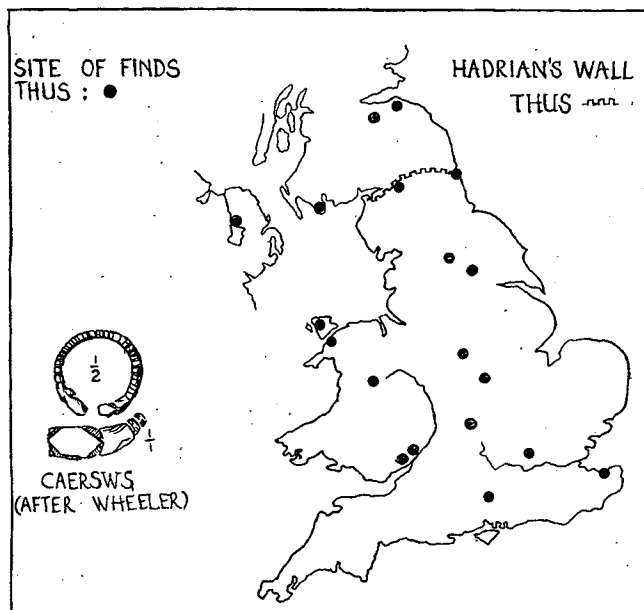 SITE OF FINDS
THUS : ●
HADRIAN'S WALL
THUS
1/2
1/1
CAERSWS
(AFTER WHEELER)